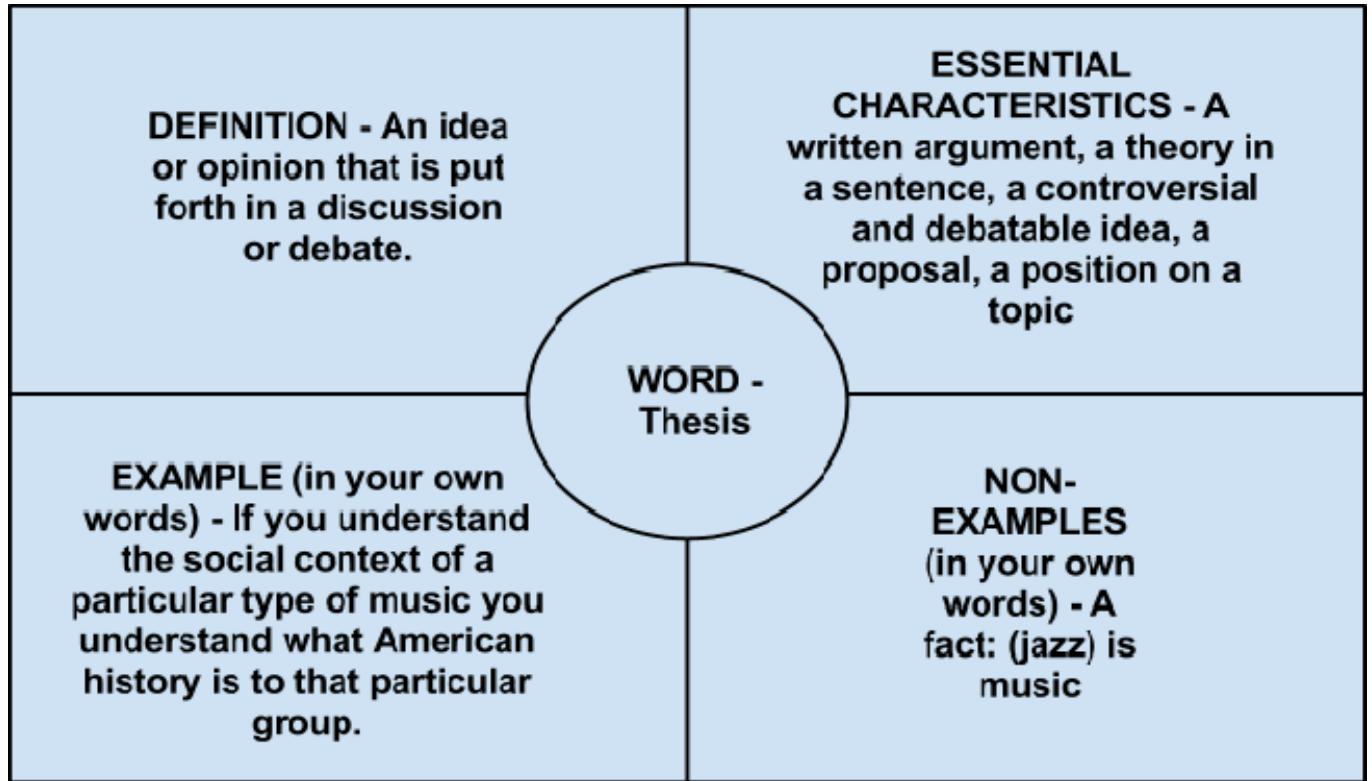 DEFINITION - An idea
or opinion that is put
forth in a discussion
or debate.
ESSENTIAL
CHARACTERISTICS - A
written argument, a theory in
a sentence, a controversial
and debatable idea, a
proposal, a position on a
topic
WORD -
Thesis
EXAMPLE (in your own
words) - If you understand
the social context of a
particular type of music you
understand what American
history is to that particular
group.
NON-
EXAMPLES
(in your own
words) - A
fact: (jazz) is
music